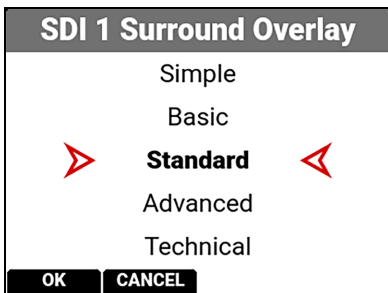 SDI 1 Surround Overlay
Simple
Basic
Standard
Advanced
Technical
OK CANCEL